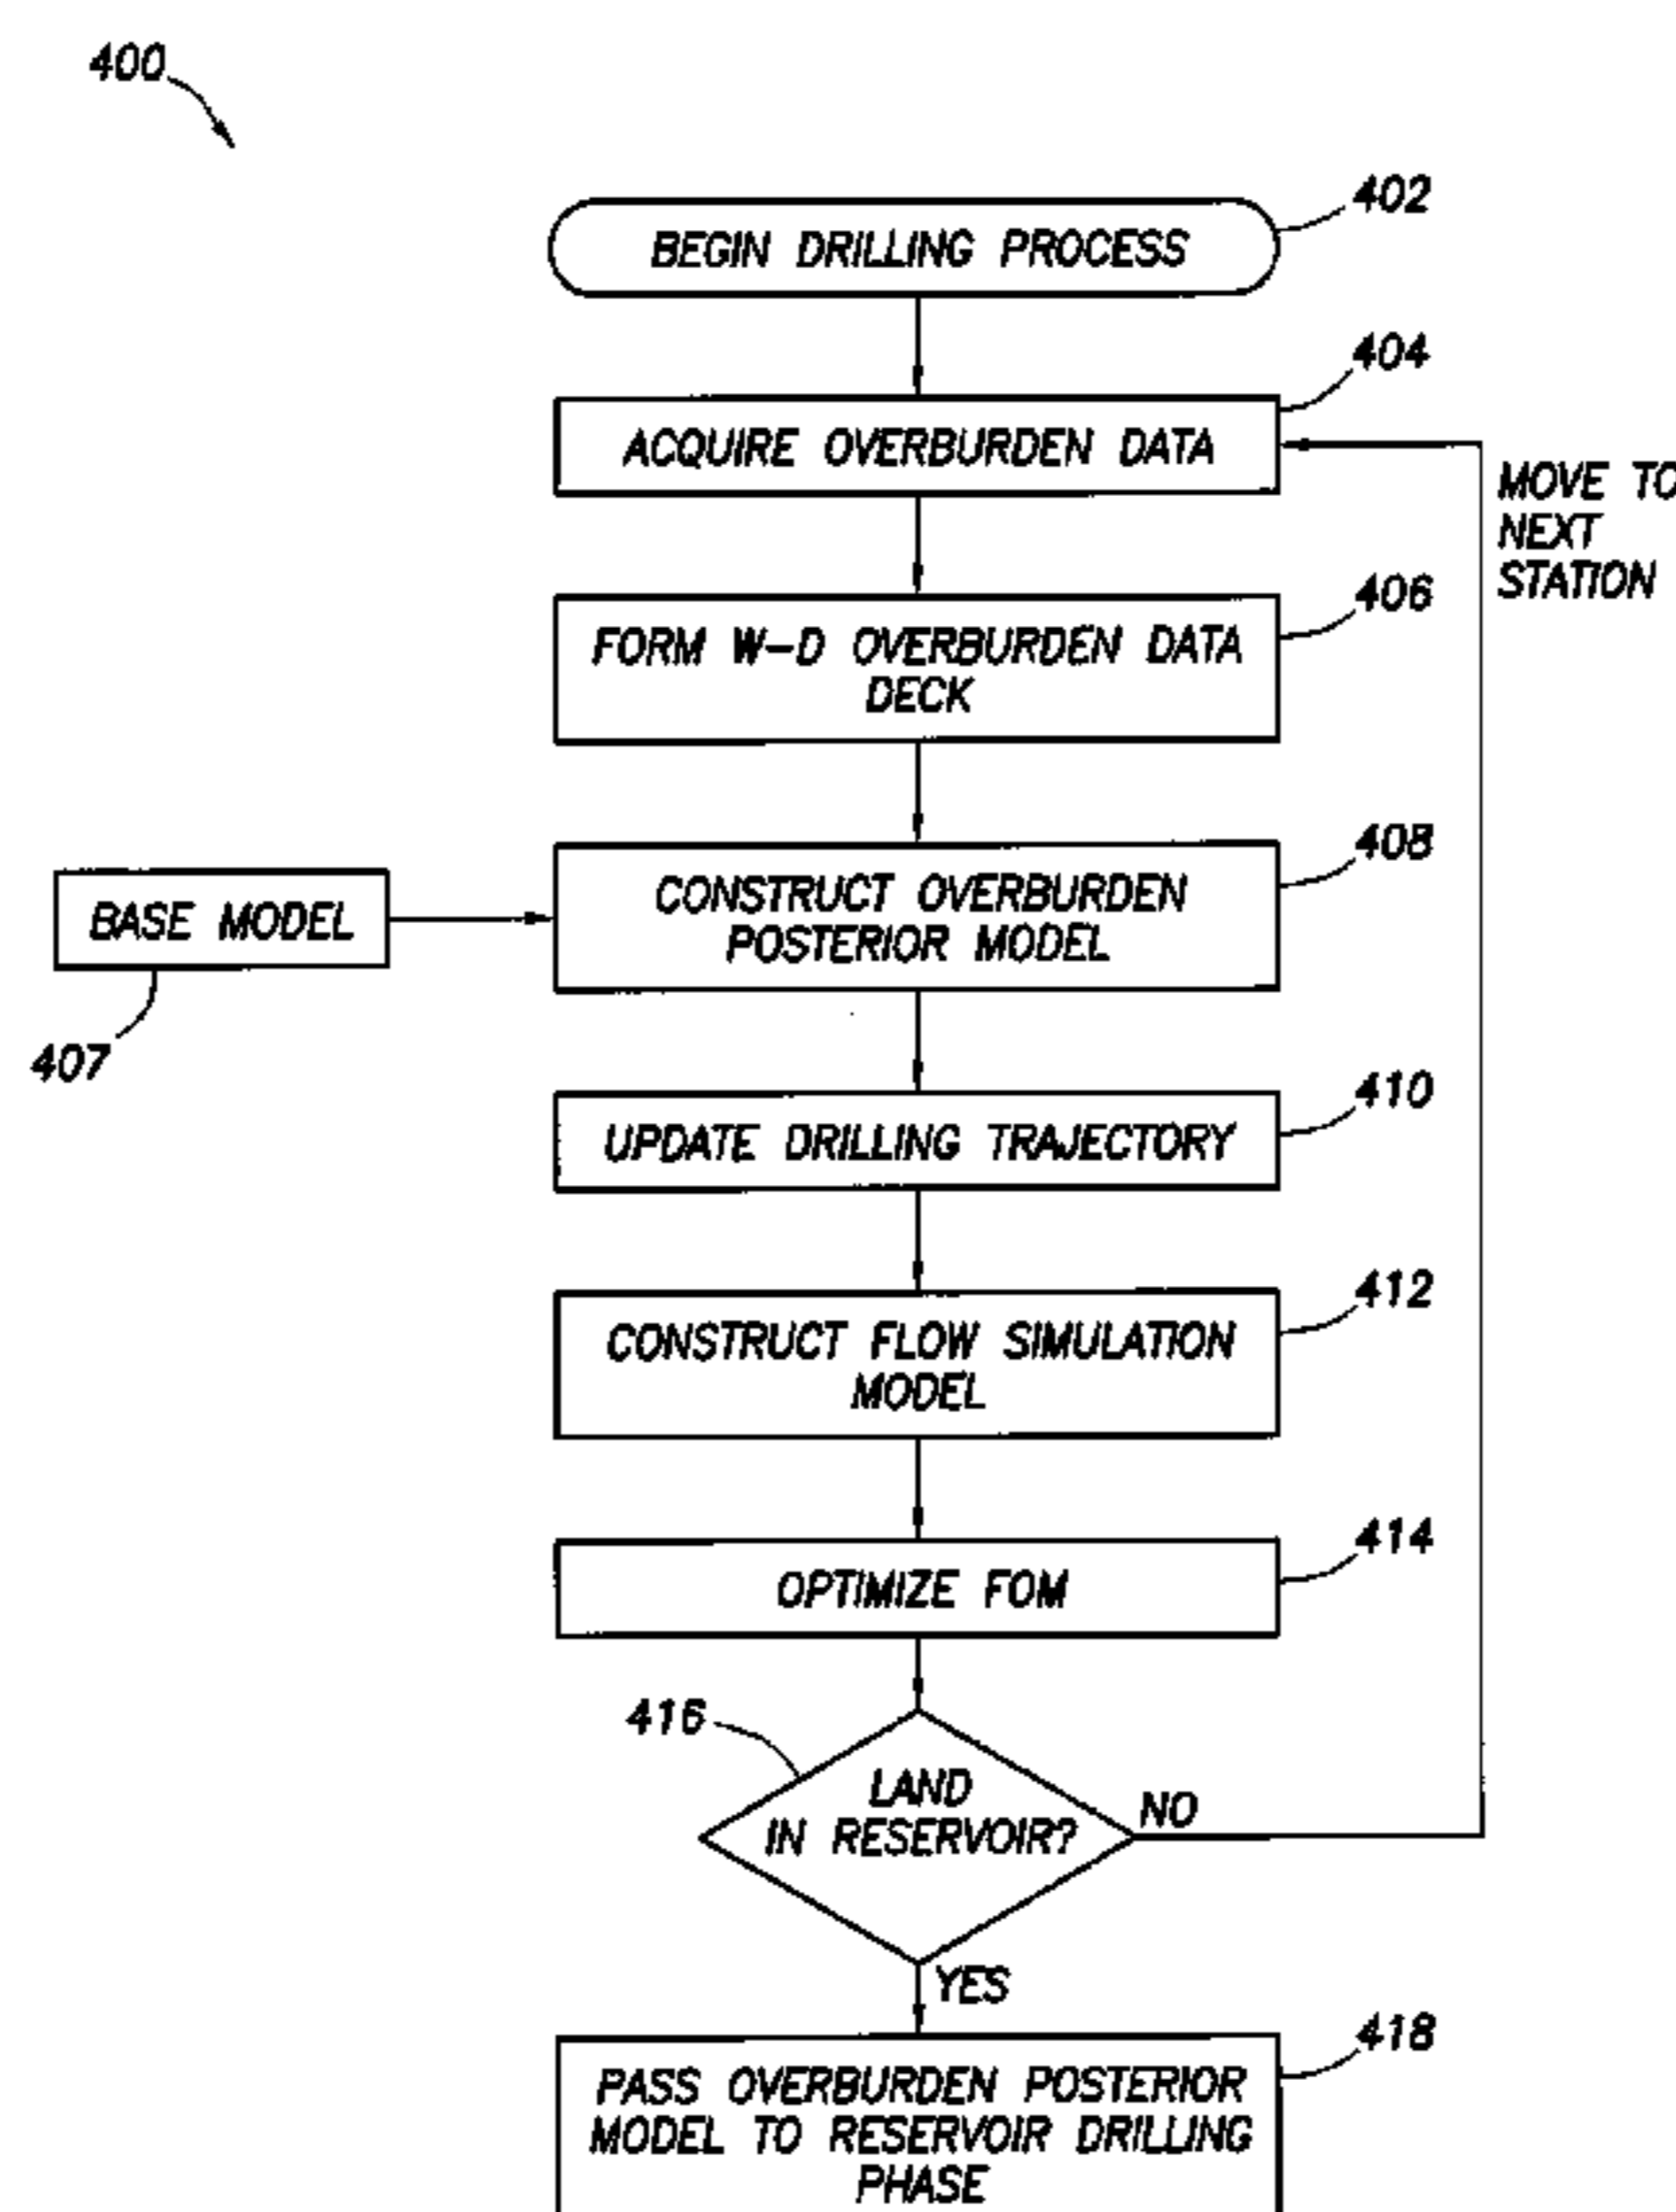 400
402
BEGIN DRILLING PROCESS
404
ACQUIRE OVERBURDEN DATA
MOVE TO
NEXT
STATION
406
FORM W-D OVERBURDEN DATA
DECK
408
CONSTRUCT OVERBURDEN
POSTERIOR MODEL
BASE MODEL
407
410
UPDATE DRILLING TRAJECTORY
412
CONSTRUCT FLOW SIMULATION
MODEL
414
OPTIMIZE FOM
416
LAND
IN RESERVOIR?
NO
YES
418
PASS OVERBURDEN POSTERIOR
MODEL TO RESERVOIR DRILLING
PHASE